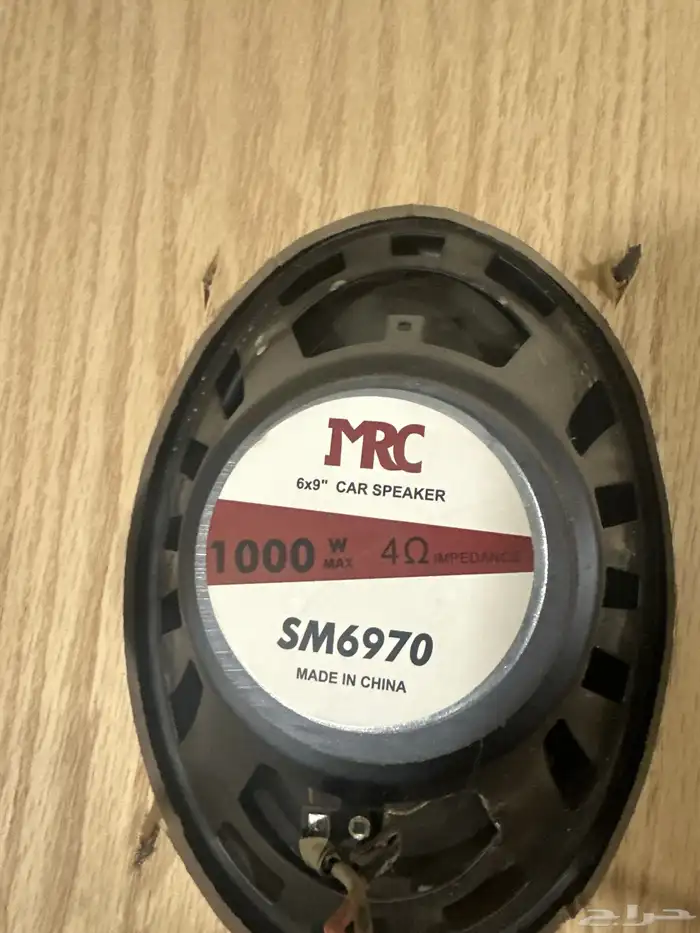 MRC
6x9" CAR SPEAKER
1000 W MAX 4Ω IMPEDANCE
SM6970
MADE IN CHINA
حراج